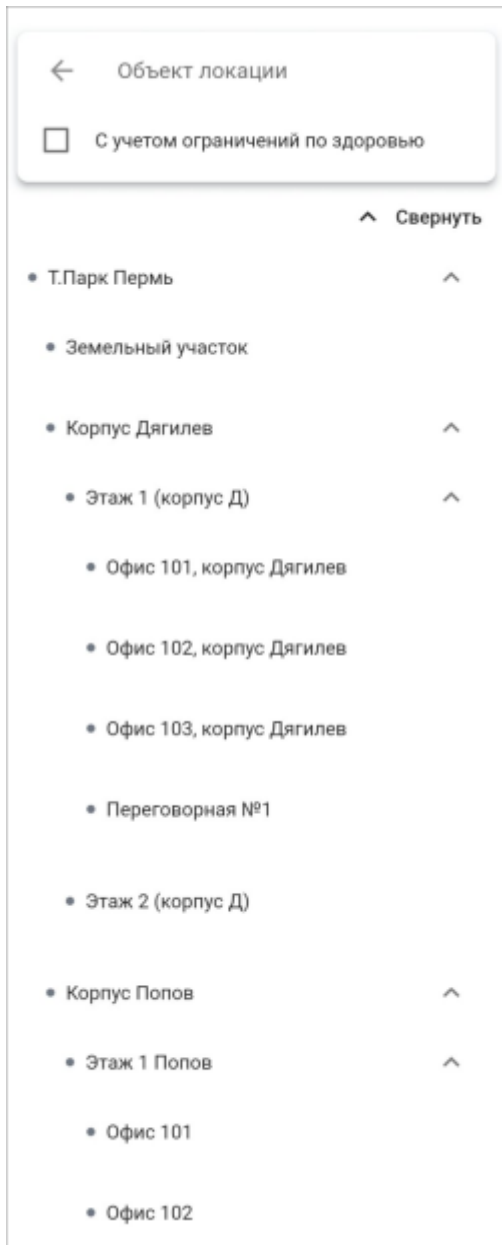 Объект локации
С учетом ограничений по здоровью
Свернуть
Т.Парк Пермь
Земельный участок
Корпус Дягилев
Этаж 1 (корпус Д)
Офис 101, корпус Дягилев
Офис 102, корпус Дягилев
Офис 103, корпус Дягилев
Переговорная №1
Этаж 2 (корпус Д)
Корпус Попов
Этаж 1 Попов
Офис 101
Офис 102